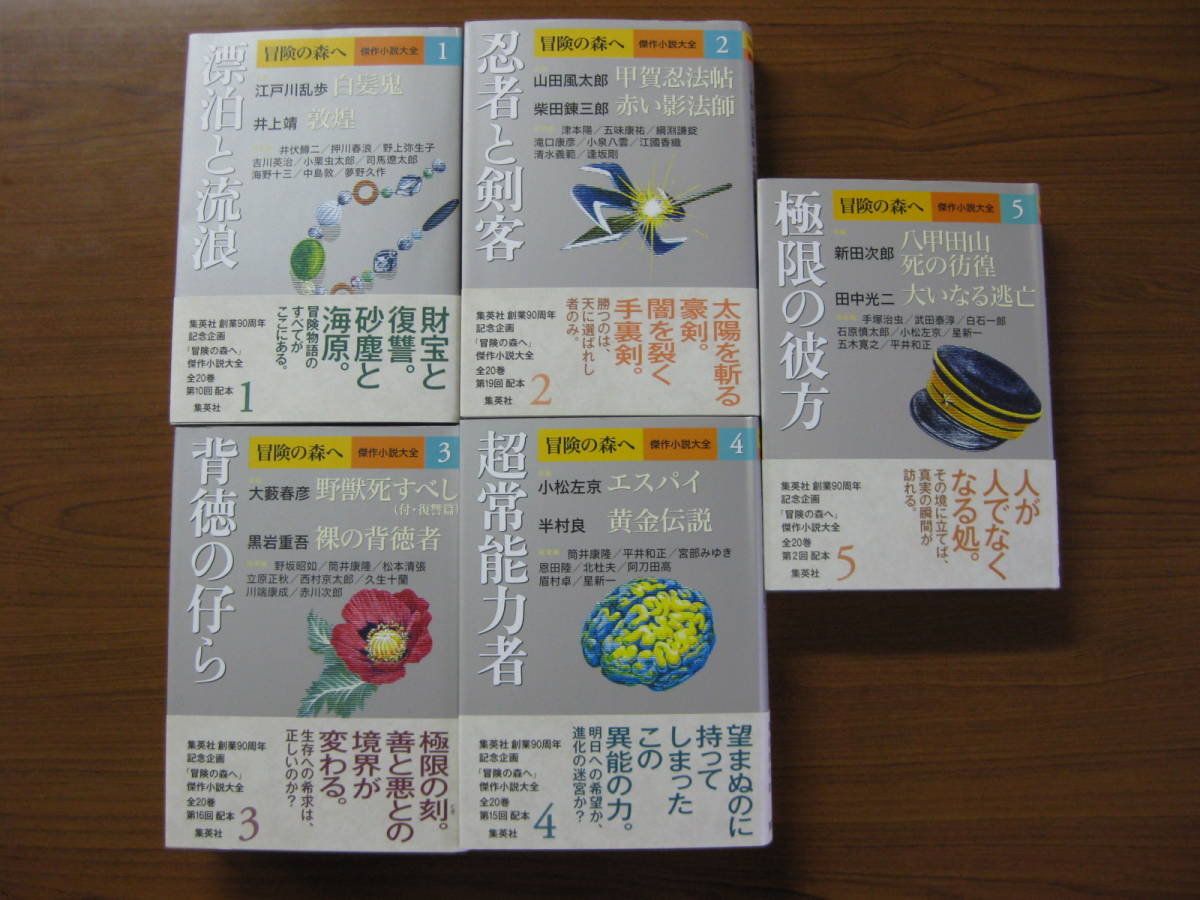 冒険の森へ
傑作小説大全
1
漂泊と流浪
江戸川乱歩 白髪鬼
井上靖 敦煌
井伏鱒二／押川春浪／野上弥生子
吉川英治／小栗虫太郎／司馬遼太郎
海野十三／中島敦／夢野久作
財宝と
復讐。
砂塵と
海原。
冒険物語の
すべてが
ここにある。
集英社 創業90周年
記念企画
「冒険の森へ」
傑作小説大全
全20巻
第10回 配本
1
集英社
冒険の森へ
傑作小説大全
2
忍者と剣客
山田風太郎 甲賀忍法帖
柴田錬三郎 赤い影法師
津本陽／五味康祐／綱淵謙錠
滝口康彦／小泉八雲／江國香織
清水義範／逢坂剛
太陽を斬る
豪剣。
闇を裂く
手裏剣。
勝つのは、
天に選ばれし
者のみ。
集英社 創業90周年
記念企画
「冒険の森へ」
傑作小説大全
全20巻
第19回 配本
2
集英社
冒険の森へ
傑作小説大全
3
背徳の仔ら
大藪春彦 野獣死すべし
(付・復讐篇)
黒岩重吾 裸の背徳者
野坂昭如／筒井康隆／松本清張
立原正秋／西村京太郎／久生十蘭
川端康成／赤川次郎
極限の刻。
とき
善と悪との
境界が
変わる。
生存への希求は、
正しいのか？
集英社 創業90周年
記念企画
「冒険の森へ」
傑作小説大全
全20巻
第16回 配本
3
集英社
冒険の森へ
傑作小説大全
4
超常能力者
小松左京 エスパイ
半村良 黄金伝説
筒井康隆／平井和正／宮部みゆき
恩田陸／北杜夫／阿刀田高
眉村卓／星新一
望まぬのに
持って
しまった
この
異能の力。
明日への希望か、
進化の迷宮か？
集英社 創業90周年
記念企画
「冒険の森へ」
傑作小説大全
全20巻
第15回 配本
4
集英社
冒険の森へ
傑作小説大全
5
極限の彼方
新田次郎 八甲田山
死の彷徨
田中光二 大いなる逃亡
手塚治虫／武田泰淳／白石一郎
石原慎太郎／小松左京／星新一
五木寛之／平井和正
人が
人でなく
なる処。
その境に立てば、
真実の瞬間が
訪れる。
集英社 創業90周年
記念企画
「冒険の森へ」
傑作小説大全
全20巻
第2回 配本
5
集英社